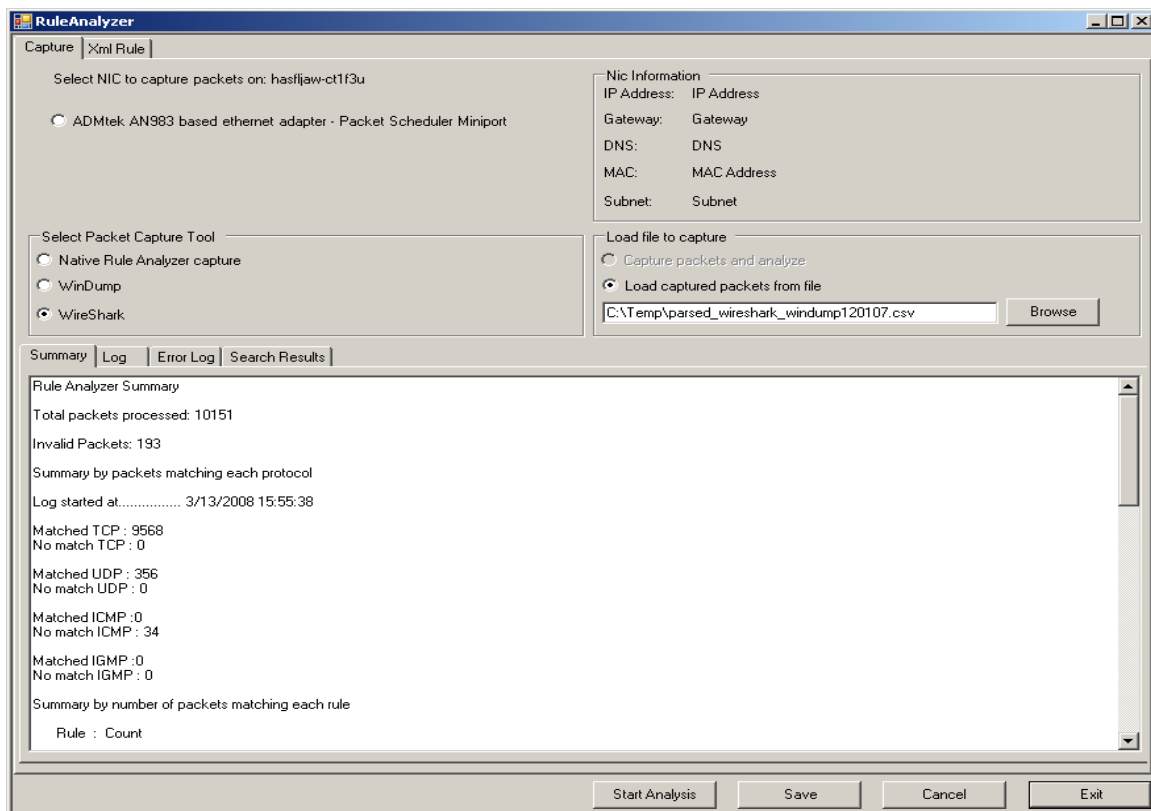 RuleAnalyzer
Capture Xml Rule
Select NIC to capture packets on: hasfljaw-ct1f3u
ADMtek AN983 based ethernet adapter - Packet Scheduler Miniport
Nic Information
IP Address: IP Address
Gateway: Gateway
DNS: DNS
MAC: MAC Address
Subnet: Subnet
Select Packet Capture Tool
Native Rule Analyzer capture
WinDump
WireShark
Load file to capture
Capture packets and analyze
Load captured packets from file
C:\Temp\parsed_wireshark_windump120107.csv Browse
Summary Log Error Log Search Results
Rule Analyzer Summary
Total packets processed: 10151
Invalid Packets: 193
Summary by packets matching each protocol
Log started at................ 3/13/2008 15:55:38
Matched TCP : 9568
No match TCP : 0
Matched UDP : 356
No match UDP : 0
Matched ICMP :0
No match ICMP : 34
Matched IGMP :0
No match IGMP : 0
Summary by number of packets matching each rule
Rule : Count
Start Analysis Save Cancel Exit